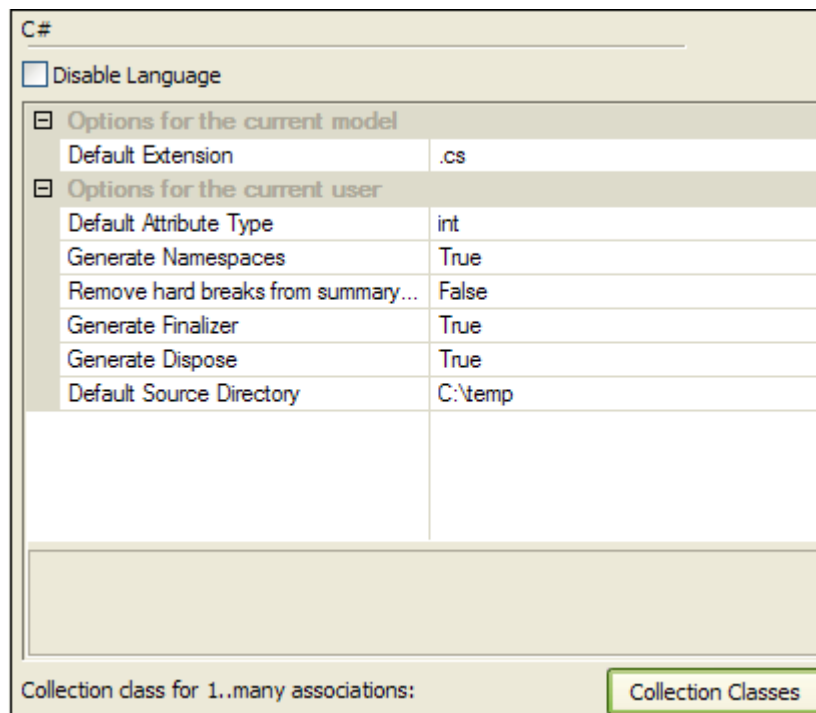 C#
Disable Language
Options for the current model
Default Extension .cs
Options for the current user
Default Attribute Type int
Generate Namespaces True
Remove hard breaks from summary... False
Generate Finalizer True
Generate Dispose True
Default Source Directory C:\temp
Collection class for 1..many associations: Collection Classes